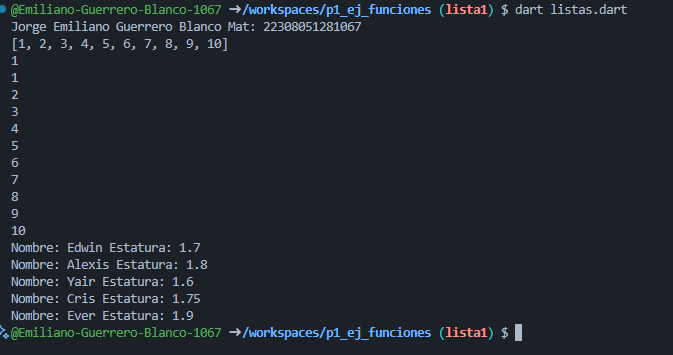 @Emiliano-Guerrero-Blanco-1067 → /workspaces/p1_ej_funciones (lista1) $ dart listas.dart
Jorge Emiliano Guerrero Blanco Mat: 22308051281067
[1, 2, 3, 4, 5, 6, 7, 8, 9, 10]
1
1
2
3
4
5
6
7
8
9
10
Nombre: Edwin Estatura: 1.7
Nombre: Alexis Estatura: 1.8
Nombre: Yair Estatura: 1.6
Nombre: Cris Estatura: 1.75
Nombre: Ever Estatura: 1.9
@Emiliano-Guerrero-Blanco-1067 → /workspaces/p1_ej_funciones (lista1) $